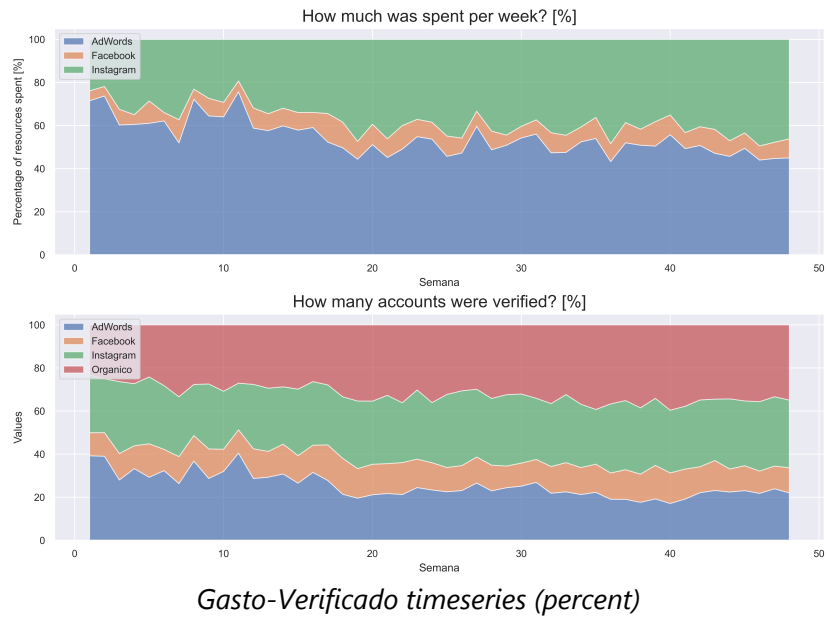 How much was spent per week? [%]
AdWords
Facebook
Instagram
Percentage of resources spent [%]
100
80
60
40
20
0
0 10 20 30 40 50
Semana
How many accounts were verified? [%]
AdWords
Facebook
Instagram
Organico
Values
100
80
60
40
20
0
0 10 20 30 40 50
Semana
Gasto-Verificado timeseries (percent)